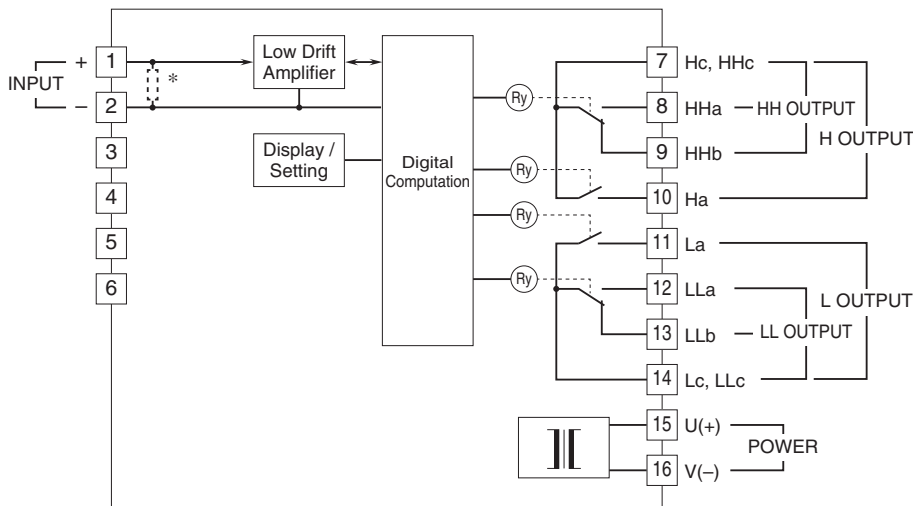 INPUT
+
−
1
2
3
4
5
6
*
Low Drift
Amplifier
Display /
Setting
Digital
Computation
Ry
Ry
Ry
Ry
7 Hc, HHc
8 HHa
9 HHb
10 Ha
11 La
12 LLa
13 LLb
14 Lc, LLc
15 U(+)
16 V(–)
HH OUTPUT
H OUTPUT
L OUTPUT
LL OUTPUT
POWER